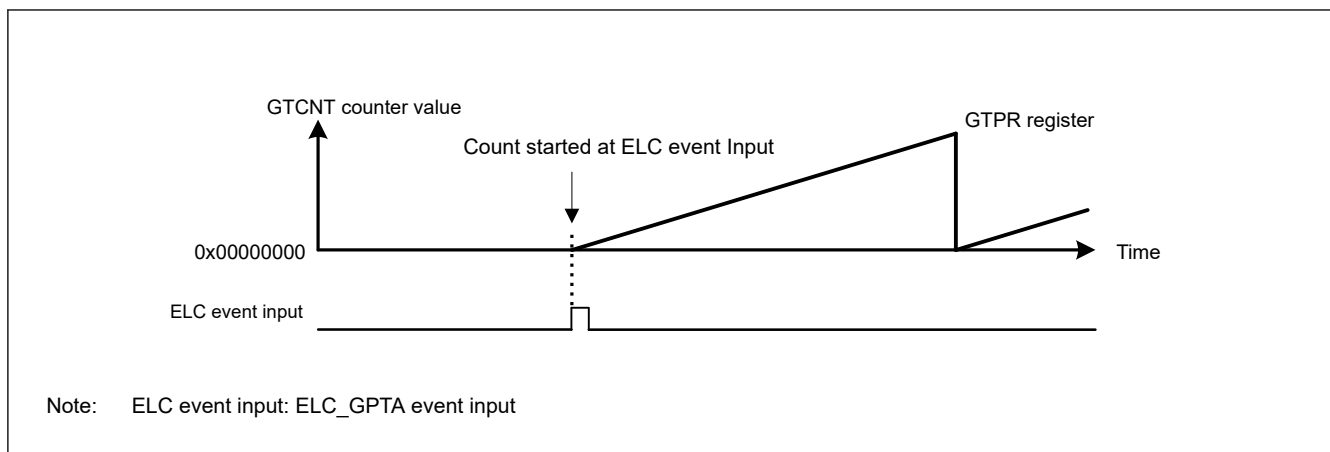 GTCNT counter value
GTPR register
Count started at ELC event Input
0x00000000
Time
ELC event input
Note: ELC event input: ELC_GPTA event input